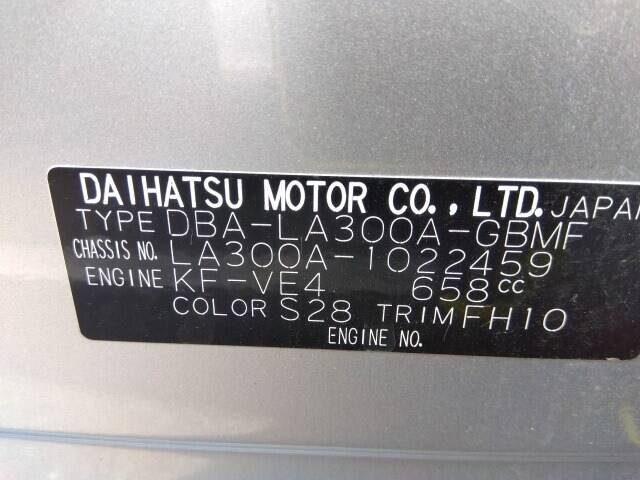 DAIHATSU MOTOR CO., LTD. JAPAN
TYPE DBA-LA300A-GBMF
CHASSIS NO. LA300A-1022459
ENGINE KF-VE4 658cc
COLOR S28 TRIM FH10
ENGINE NO.